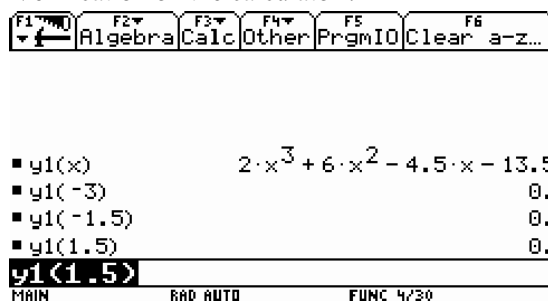 F1 F2 Algebra F3 Calc F4 Other F5 PrgmIO F6 Clear a-z…
▪ y1(x) 2·x³ + 6·x² − 4.5·x − 13.5
▪ y1(-3) 0.
▪ y1(-1.5) 0.
▪ y1(1.5) 0.
y1(1.5)
MAIN RAD AUTO FUNC 4/30